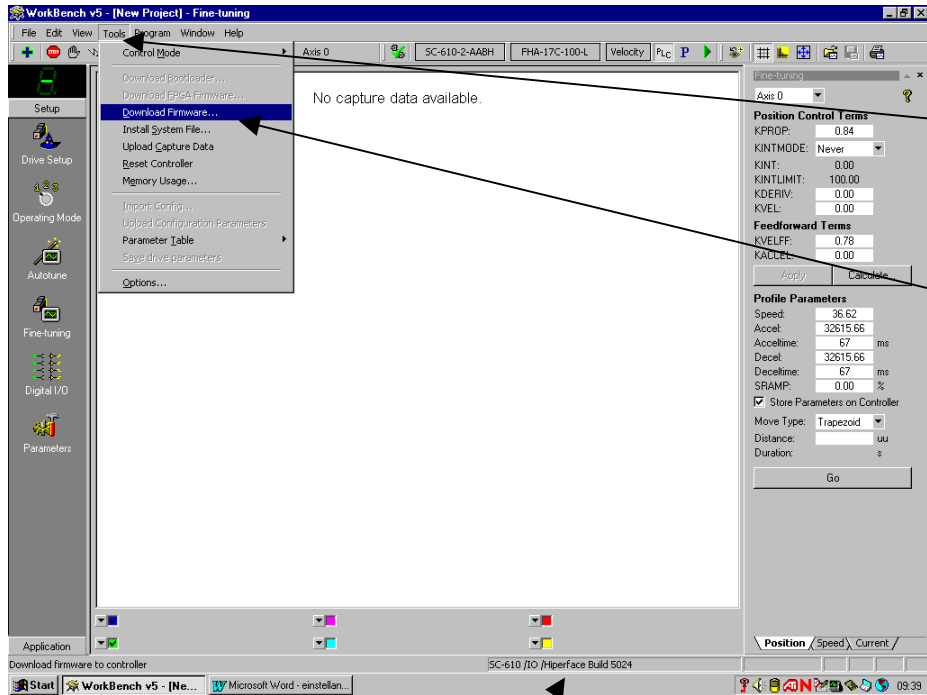 WorkBench v5 - [New Project] - Fine-tuning
File Edit View Tools Program Window Help
Axis 0 SC-610-2-AABH FHA-17C-100-L Velocity PLC P
Control Mode
Download Bootloader...
Download FPGA Firmware...
Download Firmware...
Install System File...
Upload Capture Data
Reset Controller
Memory Usage...
Import Config...
Upload Configuration Parameters
Parameter Table
Save drive parameters
Options...
Setup
Drive Setup
Operating Mode
Autotune
Fine-tuning
Digital I/O
Parameters
Application
No capture data available.
Fine-tuning
Axis 0
Position Control Terms
KPROP: 0.84
KINTMODE: Never
KINT: 0.00
KINTLIMIT: 100.00
KDERIV: 0.00
KVEL: 0.00
Feedforward Terms
KVELFF: 0.78
KACCEL: 0.00
Apply Calculate...
Profile Parameters
Speed: 36.62
Accel: 32615.66
Acceltime: 67 ms
Decel: 32615.66
Deceltime: 67 ms
SRAMP: 0.00 %
Store Parameters on Controller
Move Type: Trapezoid
Distance: uu
Duration: s
Go
Position Speed Current
Download firmware to controller
SC-610 /IO /Hiperface Build 5024
Start WorkBench v5 - [Ne... Microsoft Word - einstellan... 09:39